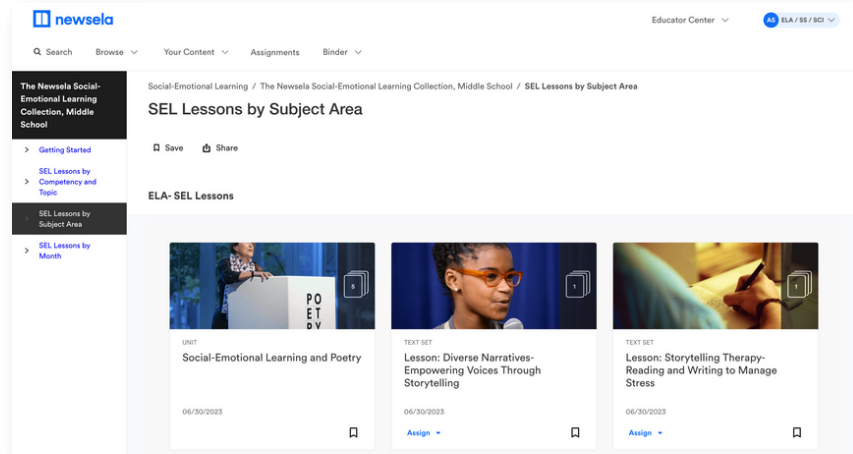 newsela
Educator Center
AS ELA / SS / SCI
Search Browse Your Content Assignments Binder
The Newsela Social-
Emotional Learning
Collection, Middle
School
Getting Started
SEL Lessons by
Competency and
Topic
SEL Lessons by
Subject Area
SEL Lessons by
Month
Social-Emotional Learning / The Newsela Social-Emotional Learning Collection, Middle School / SEL Lessons by Subject Area
SEL Lessons by Subject Area
Save Share
ELA- SEL Lessons
PO
ET
RY
5
UNIT
Social-Emotional Learning and Poetry
06/30/2023
1
TEXT SET
Lesson: Diverse Narratives-
Empowering Voices Through
Storytelling
06/30/2023
Assign
1
TEXT SET
Lesson: Storytelling Therapy-
Reading and Writing to Manage
Stress
06/30/2023
Assign